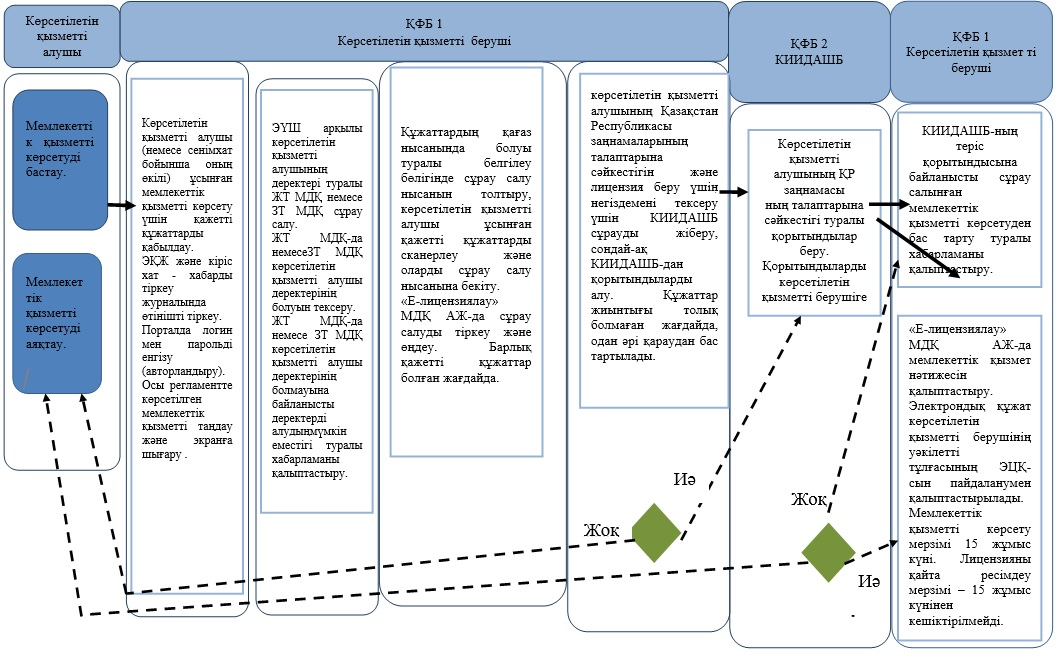 Көрсетілетін
қызметті
алушы
ҚФБ 1
Көрсетілетін қызметті беруші
ҚФБ 2
КИИДАШБ
ҚФБ 1
Көрсетілетін қызмет ті
беруші
Мемлекетті
к қызметті
көрсетуді
бастау.
Мемлекет
тік
қызметті
көрсетуді
аяқтау.
Көрсетілетін
қызметті алушы
(немесе сенімхат
бойынша оның
өкілі) ұсынған
мемлекеттік
қызметті көрсету
үшін қажетті
құжаттарды
қабылдау.
ЭҚЖ және кіріс
хат - хабарды
тіркеу
журналында
өтінішті тіркеу.
Порталда логин
мен парольді
енгізу
(авторландыру).
Осы регламентте
көрсетілген
мемлекеттік
қызметті таңдау
және экранға
шығару .
ЭҮШ арқылы
көрсетілетін
қызметті
алушының
деректері туралы
ЖТ МДҚ немесе
ЗТ МДҚ сұрау
салу.
ЖТ МДҚ-да
немесеЗТ МДҚ
көрсетілетін
қызметті алушы
деректерінің
болуын тексеру.
ЖТ МДҚ-да
немесе ЗТ МДҚ
көрсетілетін
қызметті алушы
деректерінің
болмауына
байланысты
деректерді
алудынмүмкін
еместігі туралы
хабарламаны
қалыптастыру.
Құжаттардың қағаз
нысанында болуы
туралы белгілеу
бөлігінде сұрау салу
нысанын толтыру,
көрсетілетін қызметті
алушы ұсынған
қажетті құжаттарды
сканерлеу және
оларды сұрау салу
нысанына бекіту.
«Е-лицензиялау»
МДҚ АЖ-да сұрау
салуды тіркеу және
өңдеу. Барлық
қажетті құжаттар
болған жағдайда.
көрсетілетін қызметті
алушының Қазақстан
Республикасы
заңнамаларының
талаптарына
сәйкестігін және
лицензия беру үшін
негіздемені тексеру
үшін КИИДАШБ
сұрауды жіберу,
сондай-ақ
КИИДАШБ-дан
қорытындыларды
алу. Құжаттар
жиынтығы толық
болмаған жағдайда,
одан әрі қараудан бас
тартылады.
Көрсетілетін
қызметті
алушының ҚР
заңнамасы
ның талаптарына
сәйкестігі туралы
қорытындылар
беру.
Қорытындыларды
көрсетілетін
қызметті берушіге
КИИДАШБ-ның
теріс
қорытындысына
байланысты сұрау
салынған
мемлекеттік
қызметті көрсетуден
бас тарту туралы
хабарламаны
қалыптастыру.
«Е-лицензиялау»
МДҚ АЖ-да
мемлекеттік қызмет
нәтижесін
қалыптастыру.
Электрондық құжат
көрсетілетін
қызметті берушінің
уәкілетті
тұлғасының ЭЦҚ-
сын пайдаланумен
қалыптастырылады.
Мемлекеттік
қызметті көрсету
мерзімі 15 жұмыс
күні. Лицензияны
қайта ресімдеу
мерзімі – 15 жұмыс
күнінен
кешіктірілмейді.
Иә
Жоқ
Жоқ
Иә